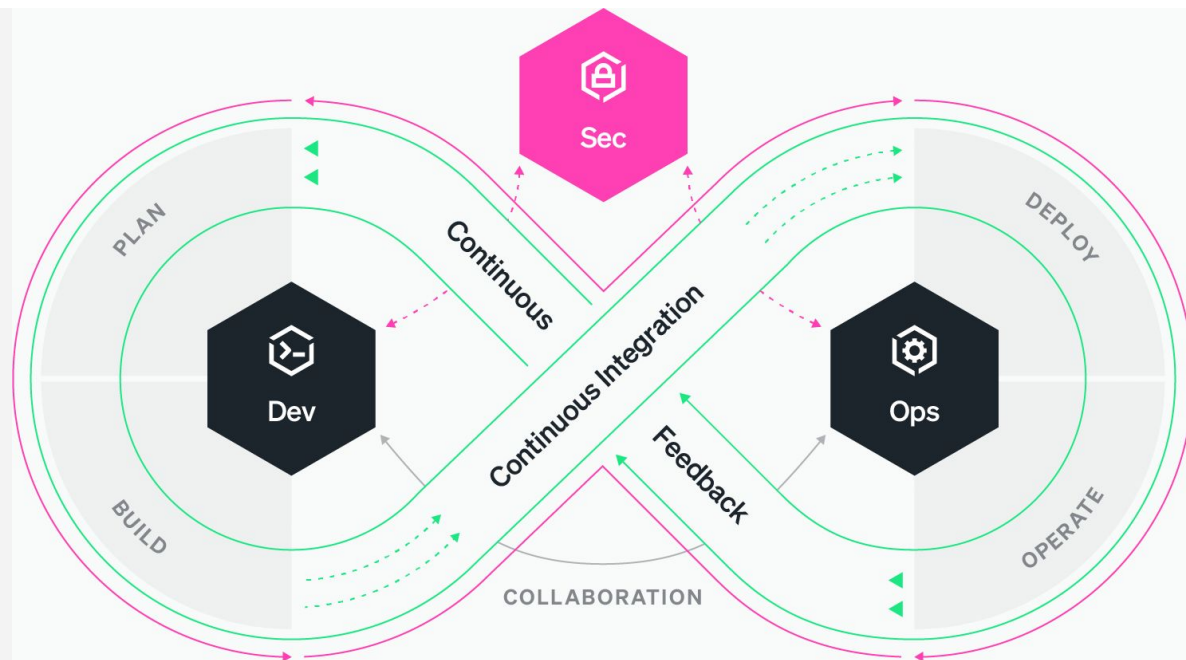 Sec
PLAN
Continuous
DEPLOY
Continuous Integration
Dev
Ops
Feedback
BUILD
OPERATE
COLLABORATION